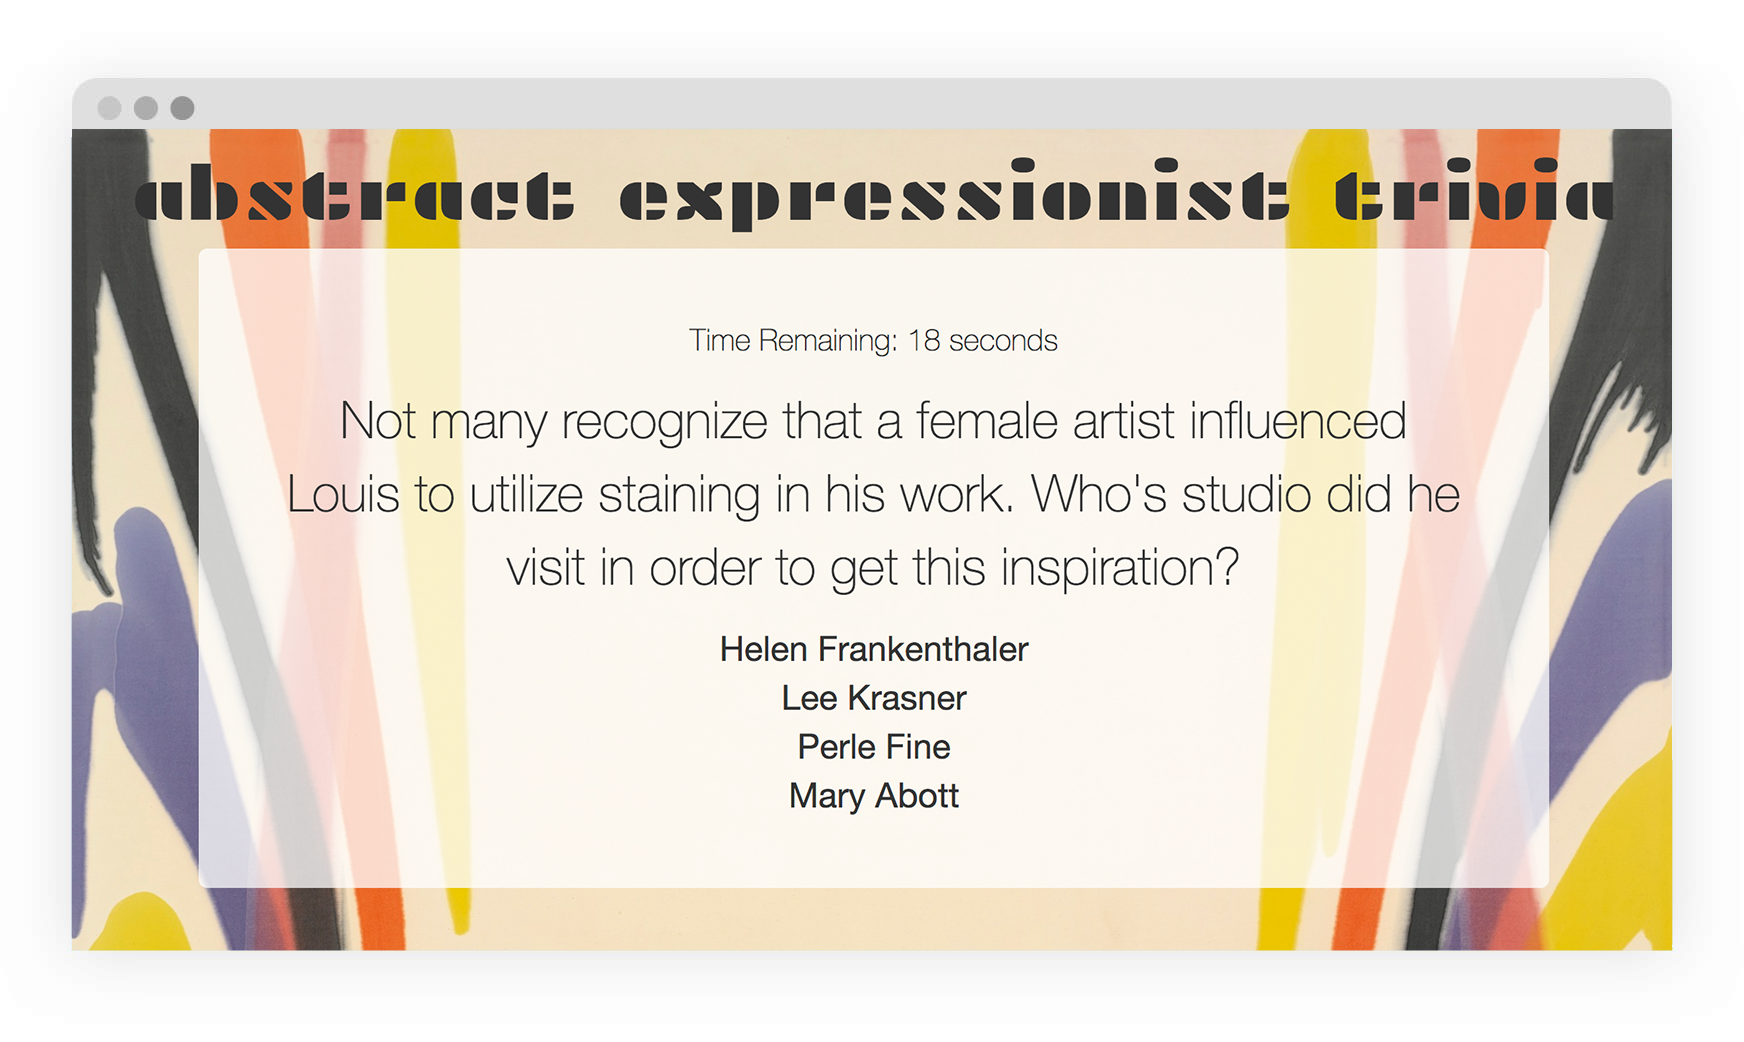 abstract expressionist trivia
Time Remaining: 18 seconds
Not many recognize that a female artist influenced
Louis to utilize staining in his work. Who's studio did he
visit in order to get this inspiration?
Helen Frankenthaler
Lee Krasner
Perle Fine
Mary Abott